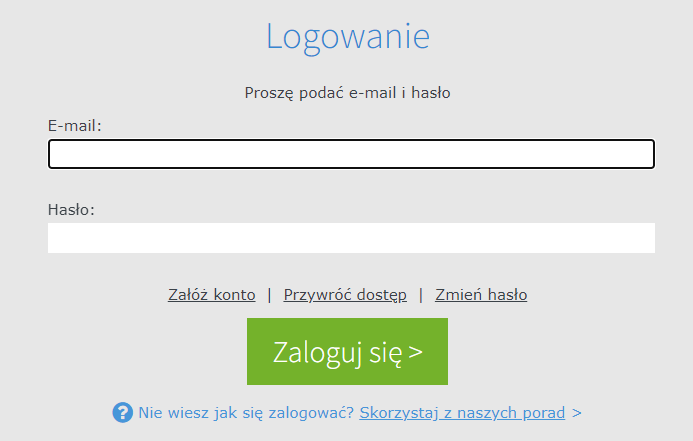 Logowanie
Proszę podać e-mail i hasło
E-mail:
Hasło:
Załóż konto | Przywróć dostęp | Zmień hasło
Zaloguj się >
? Nie wiesz jak się zalogować? Skorzystaj z naszych porad >